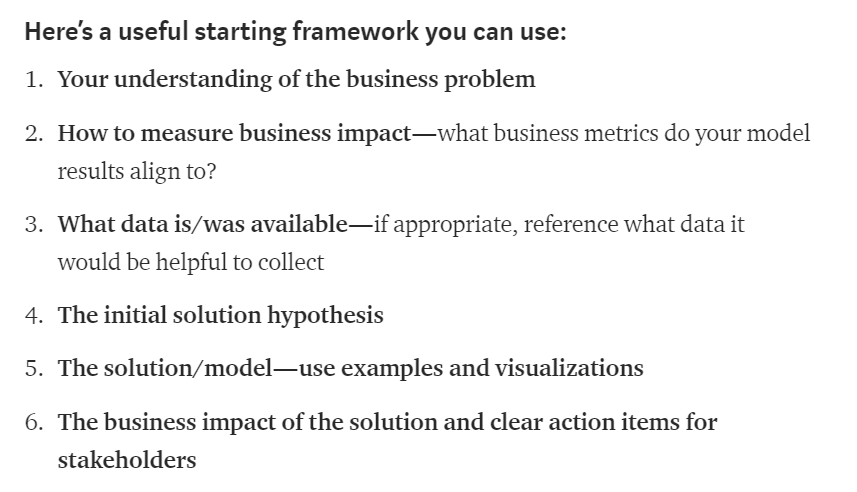 Here's a useful starting framework you can use:
1. Your understanding of the business problem
2. How to measure business impact—what business metrics do your model
results align to?
3. What data is/was available—if appropriate, reference what data it
would be helpful to collect
4. The initial solution hypothesis
5. The solution/model—use examples and visualizations
6. The business impact of the solution and clear action items for
stakeholders